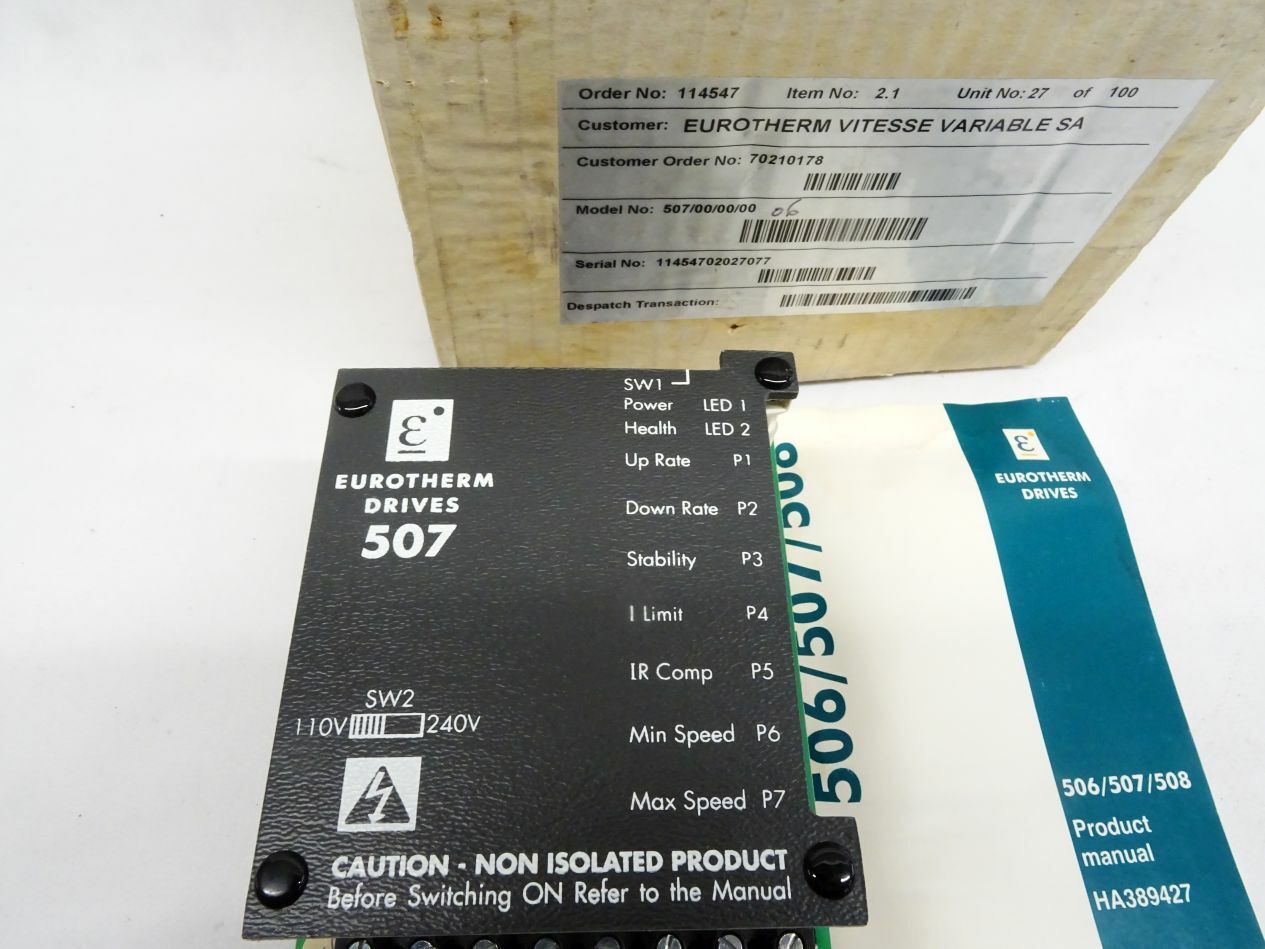 Order No: 114547 Item No: 2.1 Unit No: 27 of 100
Customer: EUROTHERM VITESSE VARIABLE SA
Customer Order No: 70210178
Model No: 507/00/00/00 06
Serial No: 11454702027077
Despatch Transaction:
EUROTHERM
DRIVES
507
SW1
Power LED 1
Health LED 2
Up Rate P1
Down Rate P2
Stability P3
I Limit P4
IR Comp P5
Min Speed P6
Max Speed P7
SW2
110V 240V
CAUTION - NON ISOLATED PRODUCT
Before Switching ON Refer to the Manual
506/507/508
EUROTHERM
DRIVES
506/507/508
Product
manual
HA389427